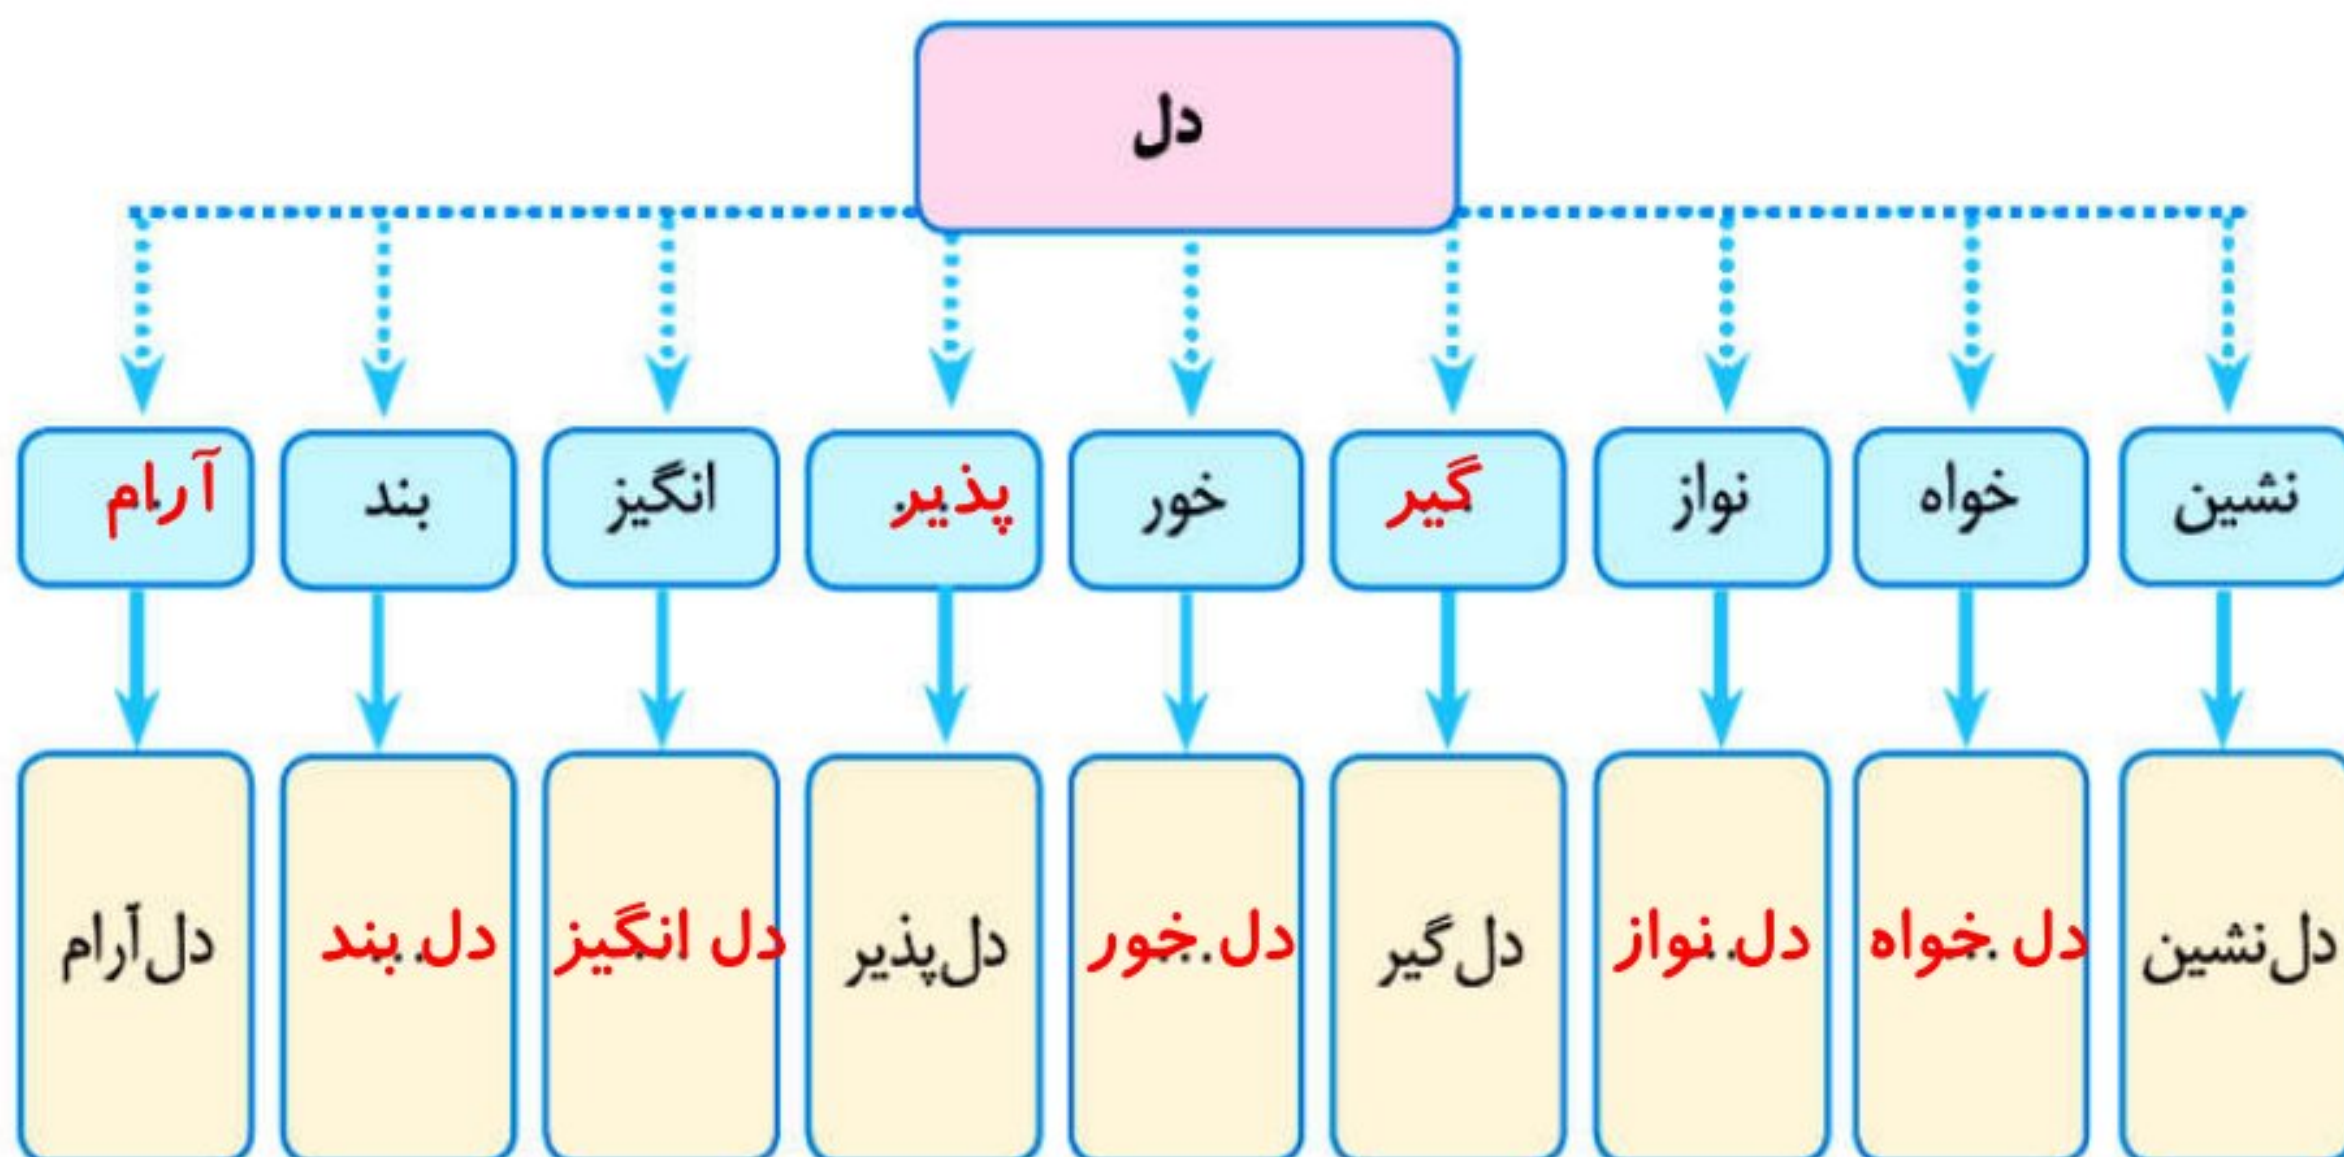 دل
نشین خواه نواز گیر خور پذیر انگیز بند آرام
دل‌نشین دل خواه دل نواز دل‌گیر دل خور دل‌پذیر دل انگیز دل بند دل‌آرام